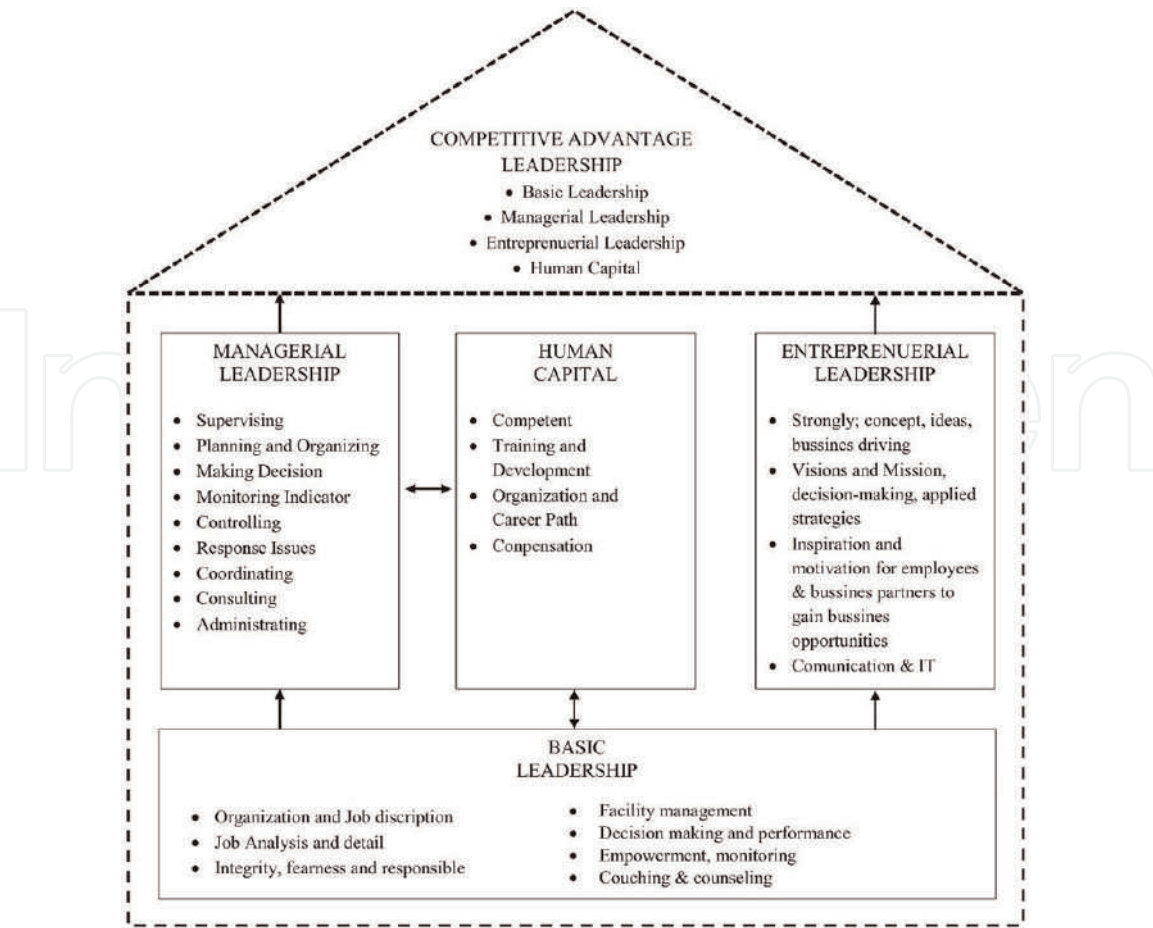 COMPETITIVE ADVANTAGE
LEADERSHIP
• Basic Leadership
• Managerial Leadership
• Entreprenuerial Leadership
• Human Capital
MANAGERIAL
LEADERSHIP
• Supervising
• Planning and Organizing
• Making Decision
• Monitoring Indicator
• Controlling
• Response Issues
• Coordinating
• Consulting
• Administrating
HUMAN
CAPITAL
• Competent
• Training and
Development
• Organization and
Career Path
• Conpensation
ENTREPRENUERIAL
LEADERSHIP
• Strongly; concept, ideas,
bussines driving
• Visions and Mission,
decision-making, applied
strategies
• Inspiration and
motivation for employees
& bussines partners to
gain bussines
opportunities
• Comunication & IT
BASIC
LEADERSHIP
• Organization and Job discription
• Job Analysis and detail
• Integrity, fearness and responsible
• Facility management
• Decision making and performance
• Empowerment, monitoring
• Couching & counseling